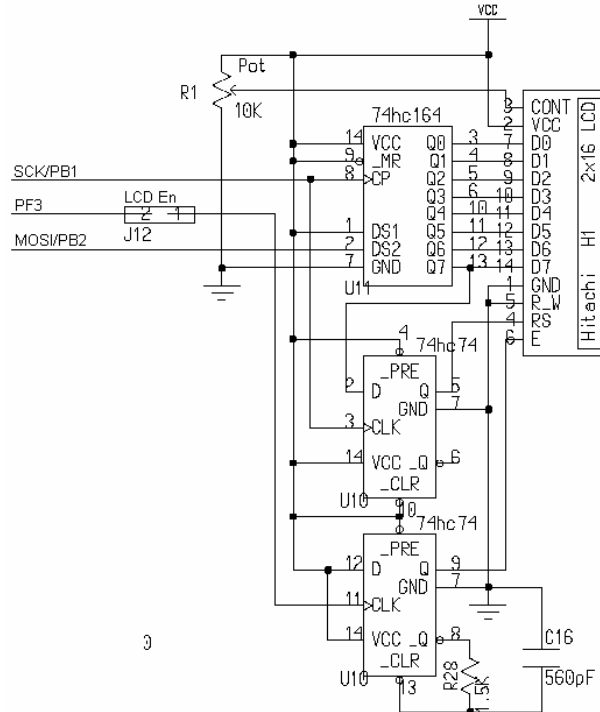 VCC
Pot
R1
10K
74hc164
3 CONT
2 VCC
14 VCC Q0 3 7 D0
9 _MR Q1 4 8 D1
SCK/PB1
8 CP Q2 5 9 D2
LCD En
Q3 6 10 D3
PF3
2 1
Q4 10 11 D4
J12
1 DS1 Q5 11 12 D5
MOSI/PB2
2 DS2 Q6 12 13 D6
7 GND Q7 13 14 D7
U11
1 GND
5 R_W
4 RS
6 E
Hitachi H1 2x16 LCD
4 74hc74
_PRE
2 D Q 5
GND 7
3 CLK
14 VCC _Q 6
_CLR
U10
10 74hc74
_PRE
12 D Q 9
GND 7
11 CLK
14 VCC _Q 8
_CLR
U10 13
R28
1.5K
C16
560pF